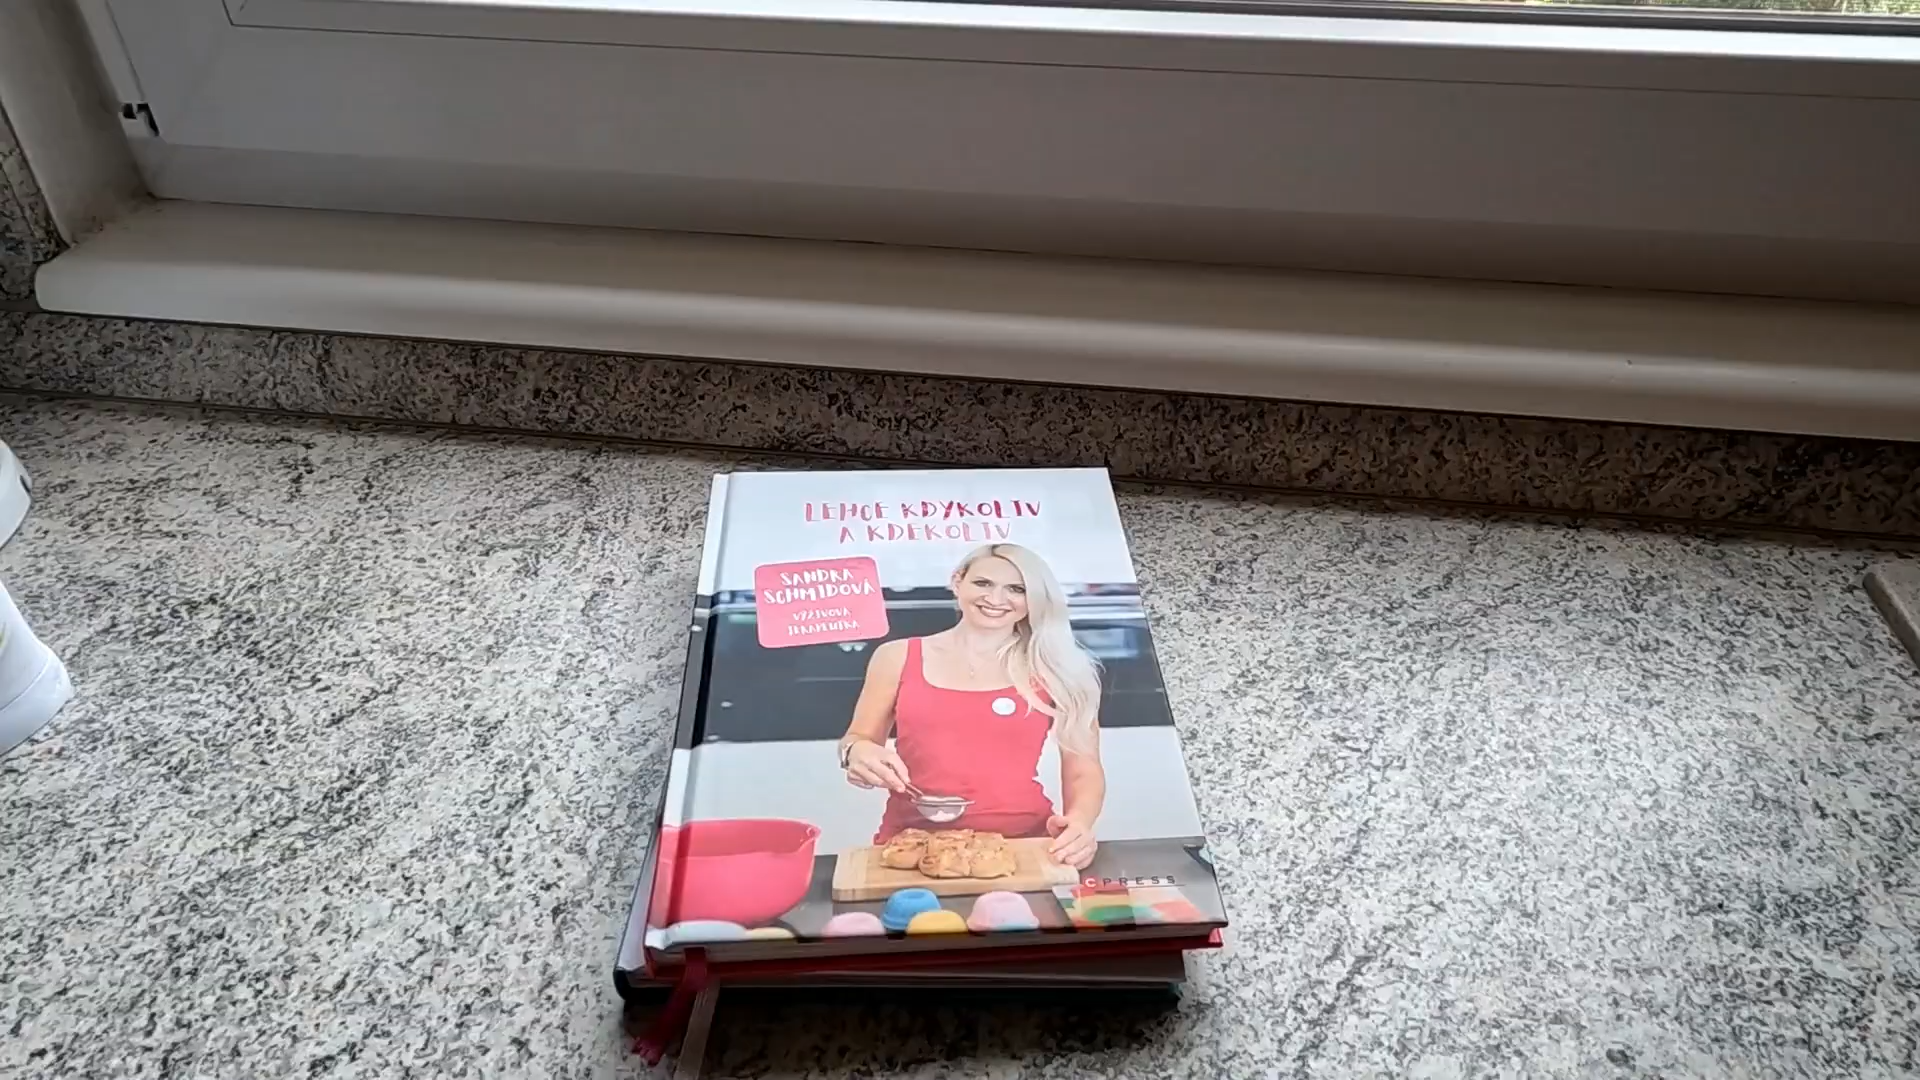 LEHCE KDYKOLIV
A KDEKOLIV
SANDRA
SCHMIDOVÁ
VÝŽIVOVÁ
TERAPEUTKA
CPRESS